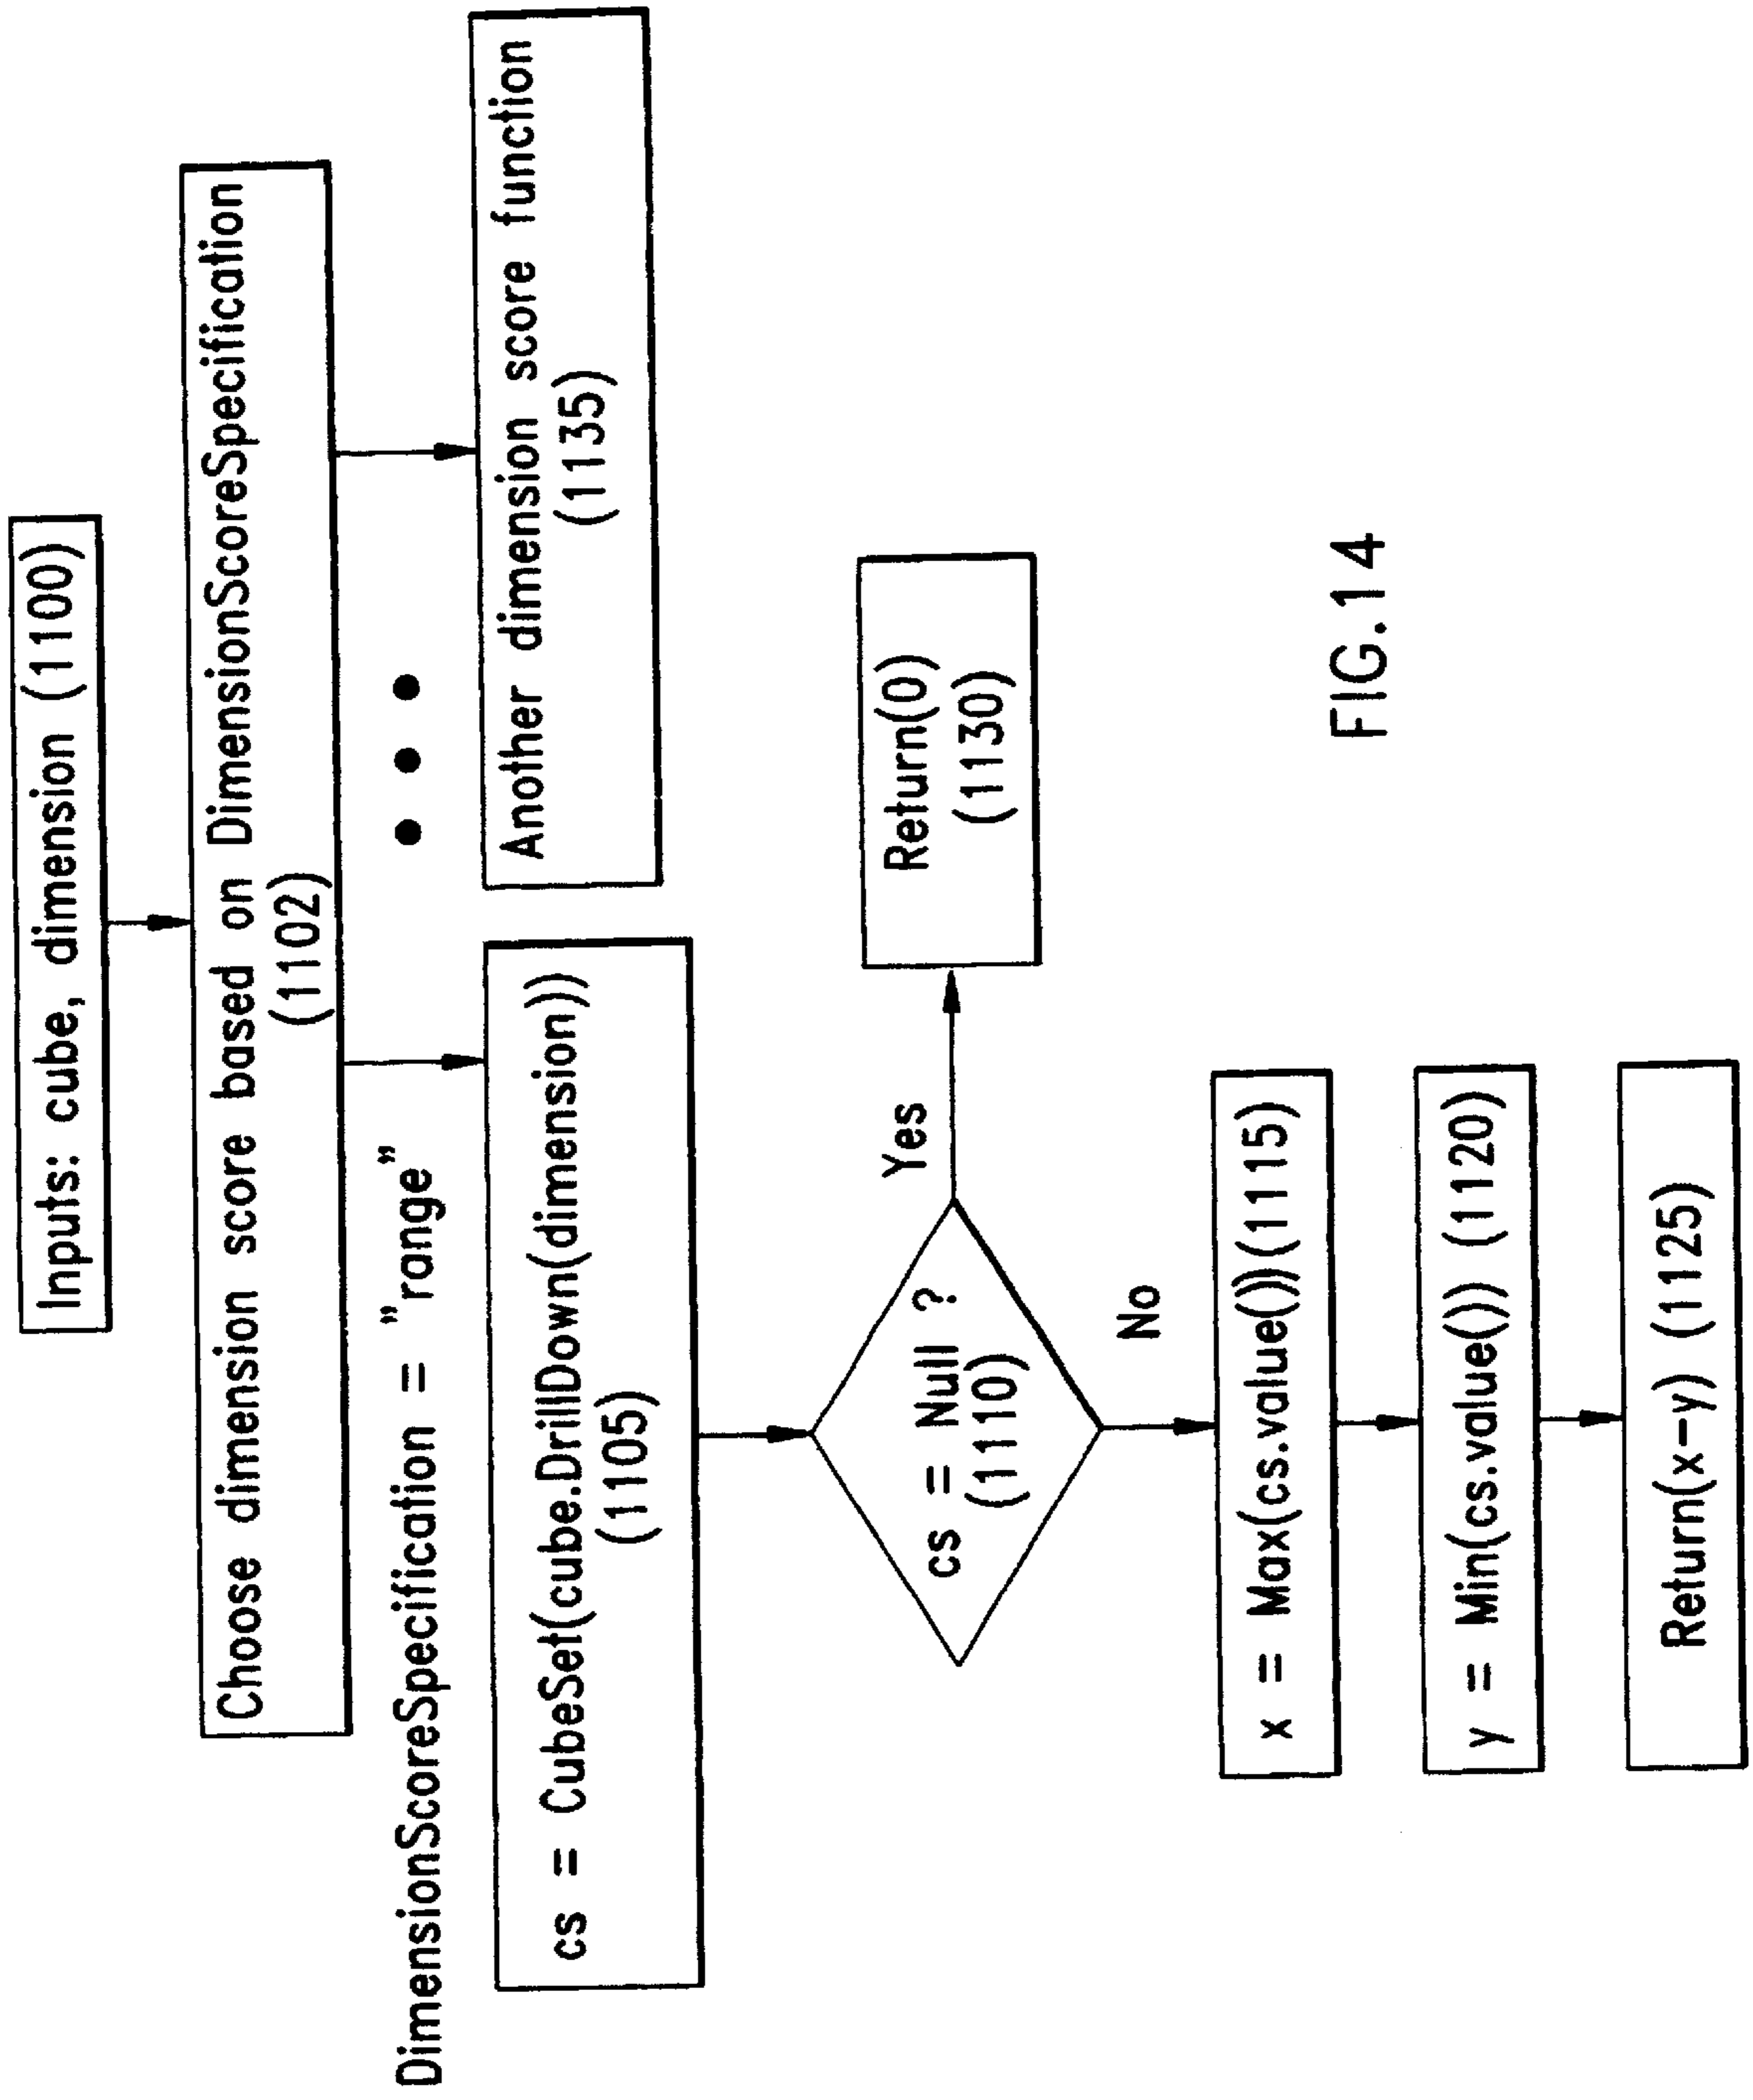 Inputs: cube, dimension (1100)
Choose dimension score based on DimensionScoreSpecification
(1102)
DimensionScoreSpecification = "range"
cs = CubeSet(cube.DrillDown(dimension))
(1105)
Another dimension score function
(1135)
cs = Null ?
(1110)
Yes
Return(0)
(1130)
No
x = Max(cs.value())(1115)
y = Min(cs.value()) (1120)
Return(x-y) (1125)
FIG.14